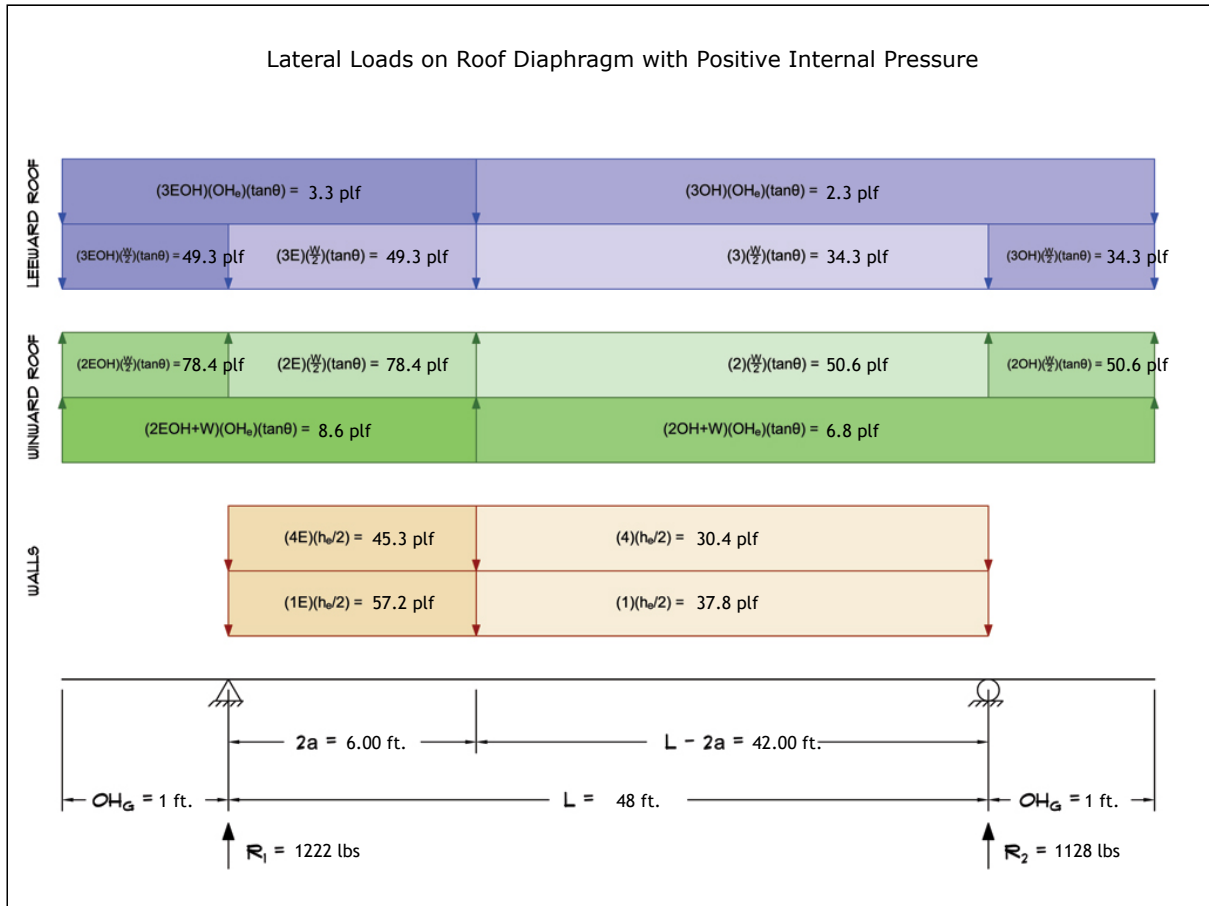 Lateral Loads on Roof Diaphragm with Positive Internal Pressure
LEEWARD ROOF
(3EOH)(OHₑ)(tanθ) = 3.3 plf
(3OH)(OHₑ)(tanθ) = 2.3 plf
(3EOH)(W/2)(tanθ) = 49.3 plf
(3E)(W/2)(tanθ) = 49.3 plf
(3)(W/2)(tanθ) = 34.3 plf
(3OH)(W/2)(tanθ) = 34.3 plf
WINWARD ROOF
(2EOH)(W/2)(tanθ) = 78.4 plf
(2E)(W/2)(tanθ) = 78.4 plf
(2)(W/2)(tanθ) = 50.6 plf
(2OH)(W/2)(tanθ) = 50.6 plf
(2EOH+W)(OHₑ)(tanθ) = 8.6 plf
(2OH+W)(OHₑ)(tanθ) = 6.8 plf
WALLS
(4E)(hₑ/2) = 45.3 plf
(4)(hₑ/2) = 30.4 plf
(1E)(hₑ/2) = 57.2 plf
(1)(hₑ/2) = 37.8 plf
2a = 6.00 ft.
L - 2a = 42.00 ft.
OH_G = 1 ft.
L = 48 ft.
OH_G = 1 ft.
R₁ = 1222 lbs
R₂ = 1128 lbs